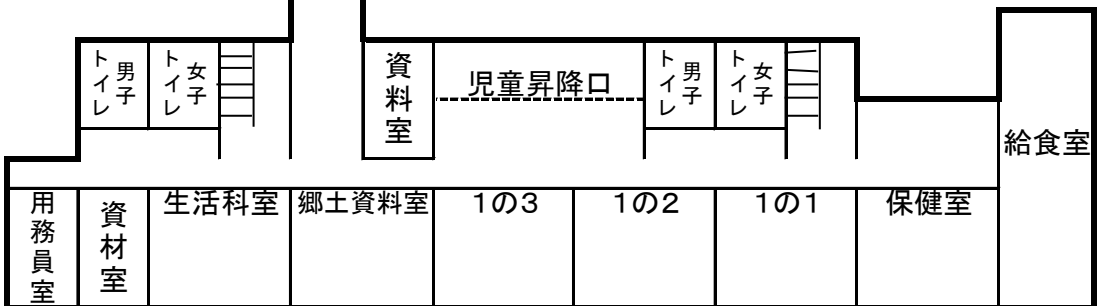 男子トイレ
女子トイレ
資料室
児童昇降口
男子トイレ
女子トイレ
給食室
用務員室
資材室
生活科室
郷土資料室
1の3
1の2
1の1
保健室